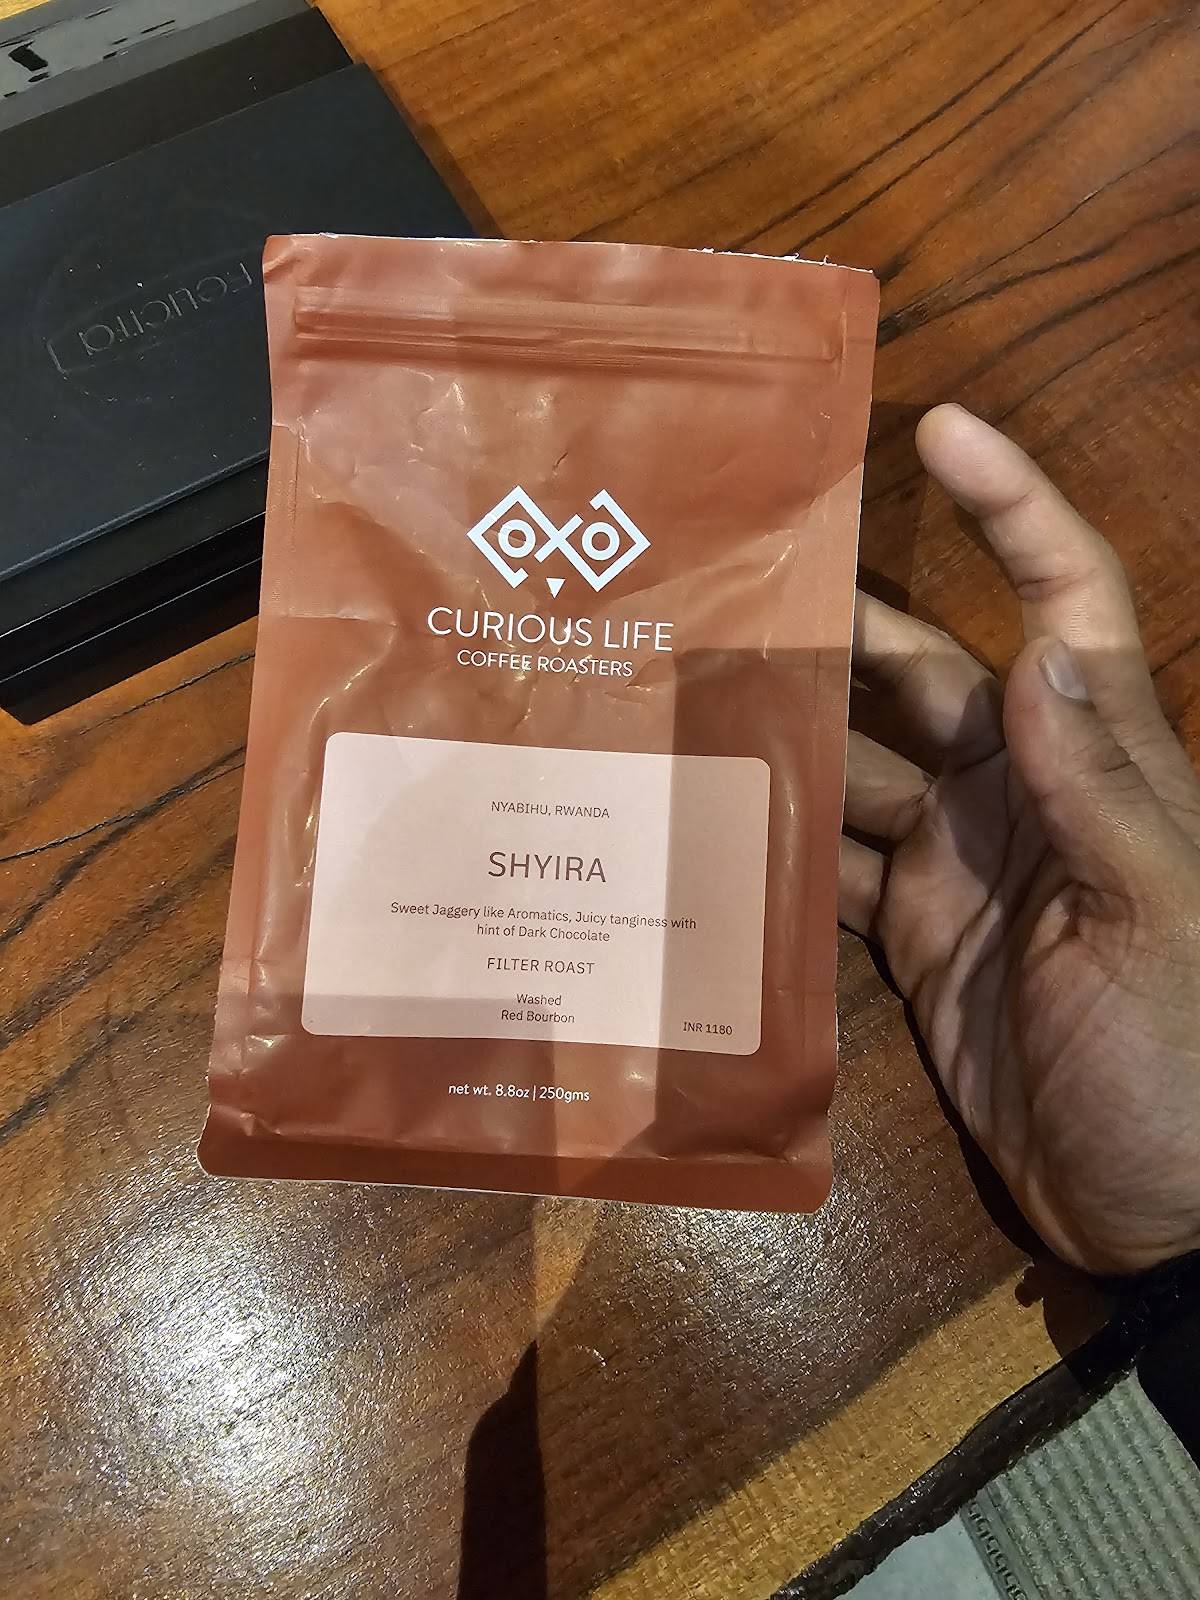 Felicita
CURIOUS LIFE
COFFEE ROASTERS
NYABIHU, RWANDA
SHYIRA
Sweet Jaggery like Aromatics, Juicy tanginess with
hint of Dark Chocolate
FILTER ROAST
Washed
Red Bourbon
INR 1180
net wt. 8.8oz | 250gms